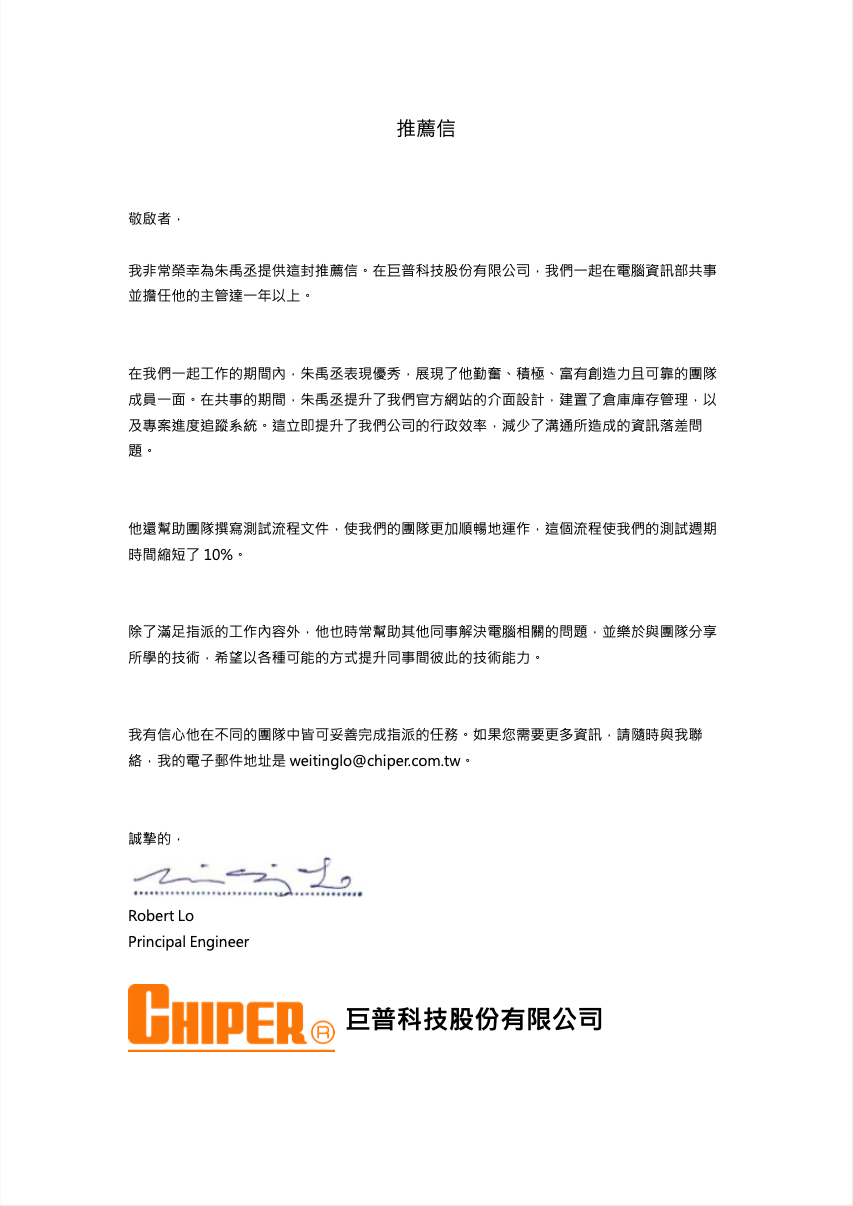 推薦信
敬啟者，
我非常榮幸為朱禹丞提供這封推薦信。在巨普科技股份有限公司，我們一起在電腦資訊部共事
並擔任他的主管達一年以上。
在我們一起工作的期間內，朱禹丞表現優秀，展現了他勤奮、積極、富有創造力且可靠的團隊
成員一面。在共事的期間，朱禹丞提升了我們官方網站的介面設計，建置了倉庫庫存管理，以
及專案進度追蹤系統。這立即提升了我們公司的行政效率，減少了溝通所造成的資訊落差問
題。
他還幫助團隊撰寫測試流程文件，使我們的團隊更加順暢地運作，這個流程使我們的測試週期
時間縮短了 10%。
除了滿足指派的工作內容外，他也時常幫助其他同事解決電腦相關的問題，並樂於與團隊分享
所學的技術，希望以各種可能的方式提升同事間彼此的技術能力。
我有信心他在不同的團隊中皆可妥善完成指派的任務。如果您需要更多資訊，請隨時與我聯
絡，我的電子郵件地址是 weitinglo@chiper.com.tw。
誠摯的，
Robert Lo
Principal Engineer
CHIPER® 巨普科技股份有限公司